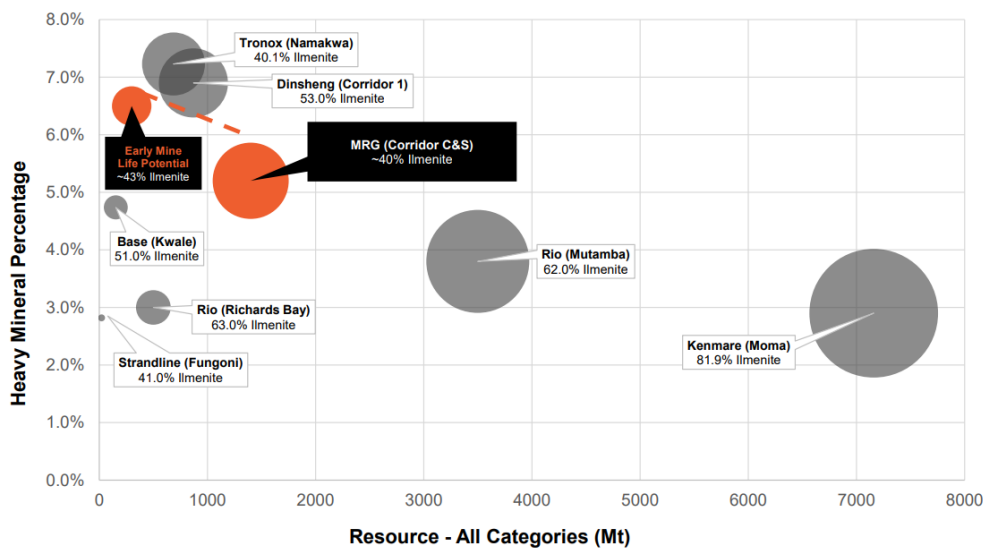 8.0%
7.0%
6.0%
5.0%
4.0%
3.0%
2.0%
1.0%
0.0%
Heavy Mineral Percentage
Tronox (Namakwa)
40.1% Ilmenite
Dinsheng (Corridor 1)
53.0% Ilmenite
Early Mine
Life Potential
~43% Ilmenite
MRG (Corridor C&S)
~40% Ilmenite
Base (Kwale)
51.0% Ilmenite
Rio (Mutamba)
62.0% Ilmenite
Rio (Richards Bay)
63.0% Ilmenite
Kenmare (Moma)
81.9% Ilmenite
Strandline (Fungoni)
41.0% Ilmenite
0 1000 2000 3000 4000 5000 6000 7000 8000
Resource - All Categories (Mt)